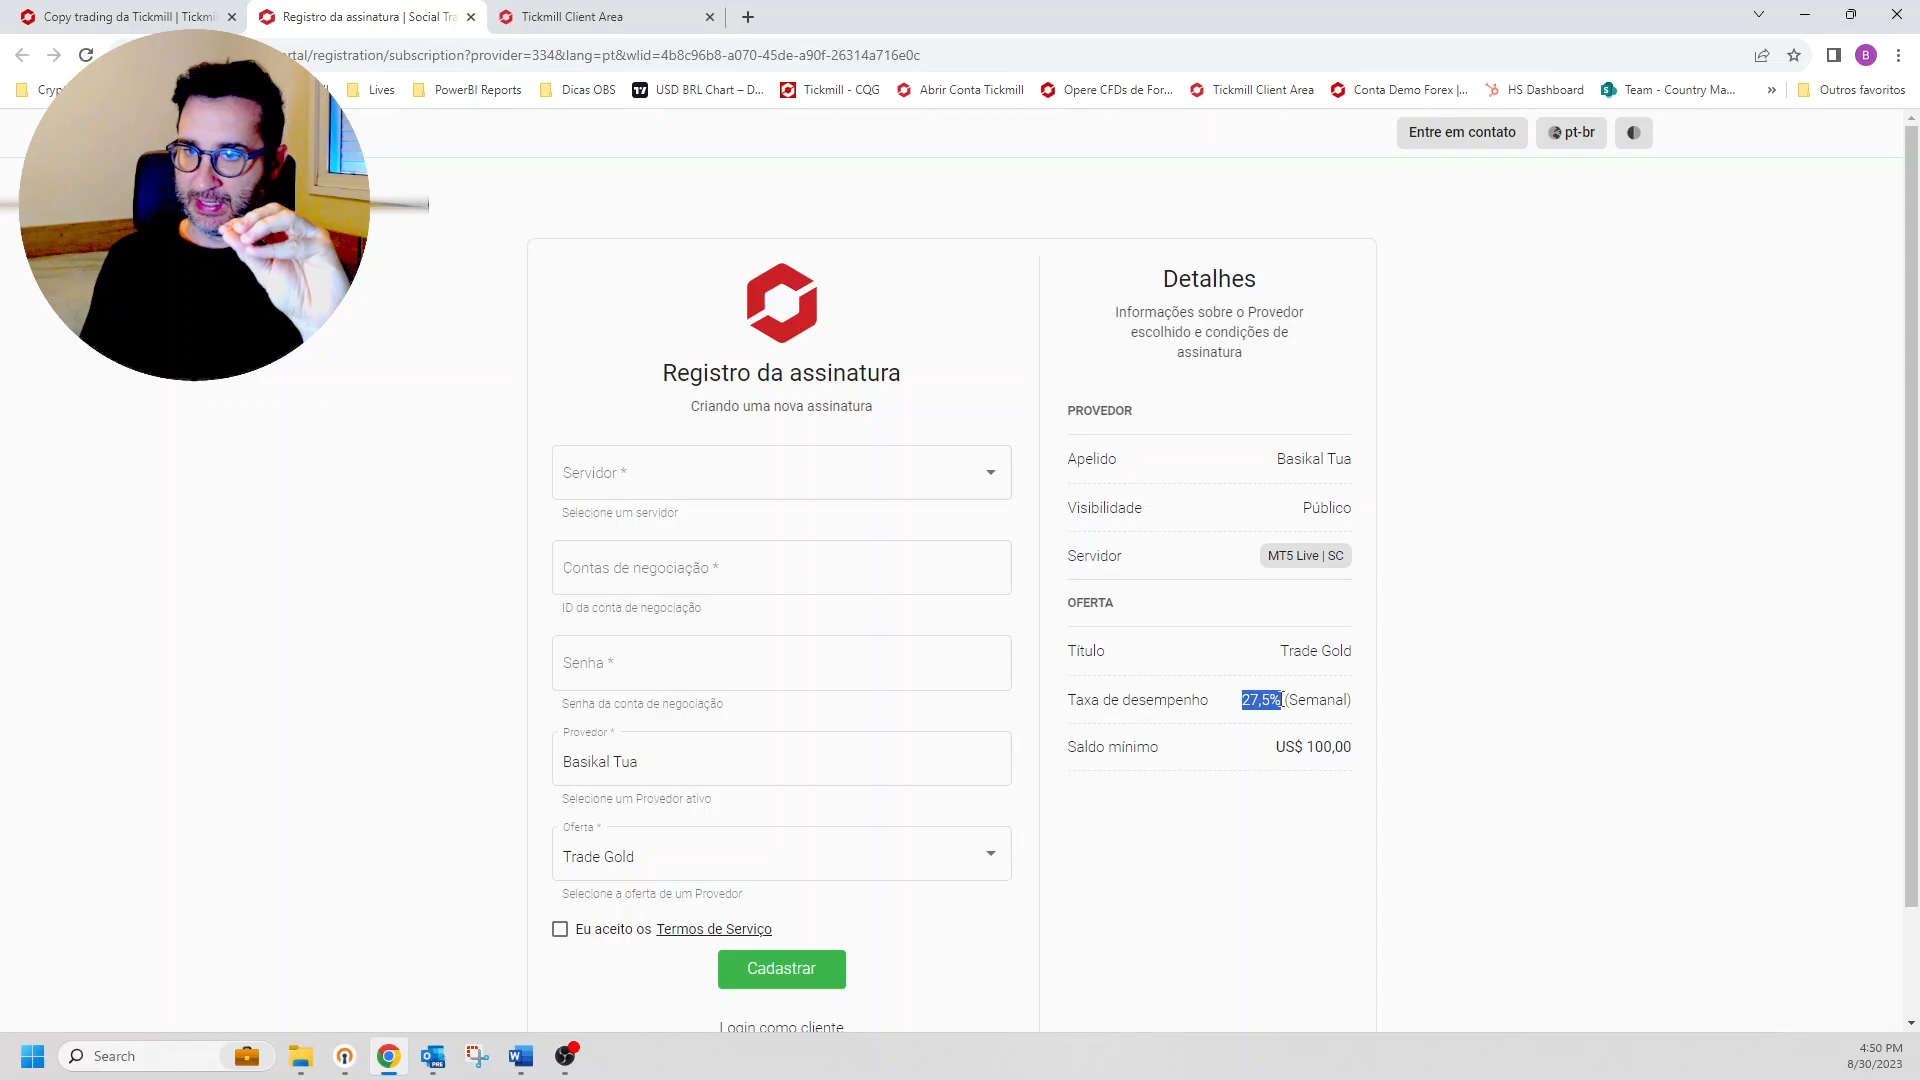 Copy trading da Tickmill | Tickmi
Registro da assinatura | Social Tra
Tickmill Client Area
rtal/registration/subscription?provider=334&lang=pt&wlid=4b8c96b8-a070-45de-a90f-26314a716e0c
Cryp
Lives
PowerBI Reports
Dicas OBS
USD BRL Chart – D...
Tickmill - CQG
Abrir Conta Tickmill
Opere CFDs de For...
Tickmill Client Area
Conta Demo Forex |...
HS Dashboard
Team - Country Ma...
»
Outros favoritos
Entre em contato
pt-br
Registro da assinatura
Criando uma nova assinatura
Servidor *
Selecione um servidor
Contas de negociação *
ID da conta de negociação
Senha *
Senha da conta de negociação
Provedor *
Basikal Tua
Selecione um Provedor ativo
Oferta *
Trade Gold
Selecione a oferta de um Provedor
Eu aceito os Termos de Serviço
Cadastrar
Login como cliente
Detalhes
Informações sobre o Provedor
escolhido e condições de
assinatura
PROVEDOR
Apelido Basikal Tua
Visibilidade Público
Servidor MT5 Live | SC
OFERTA
Título Trade Gold
Taxa de desempenho 27,5% (Semanal)
Saldo mínimo US$ 100,00
Search
4:50 PM
8/30/2023